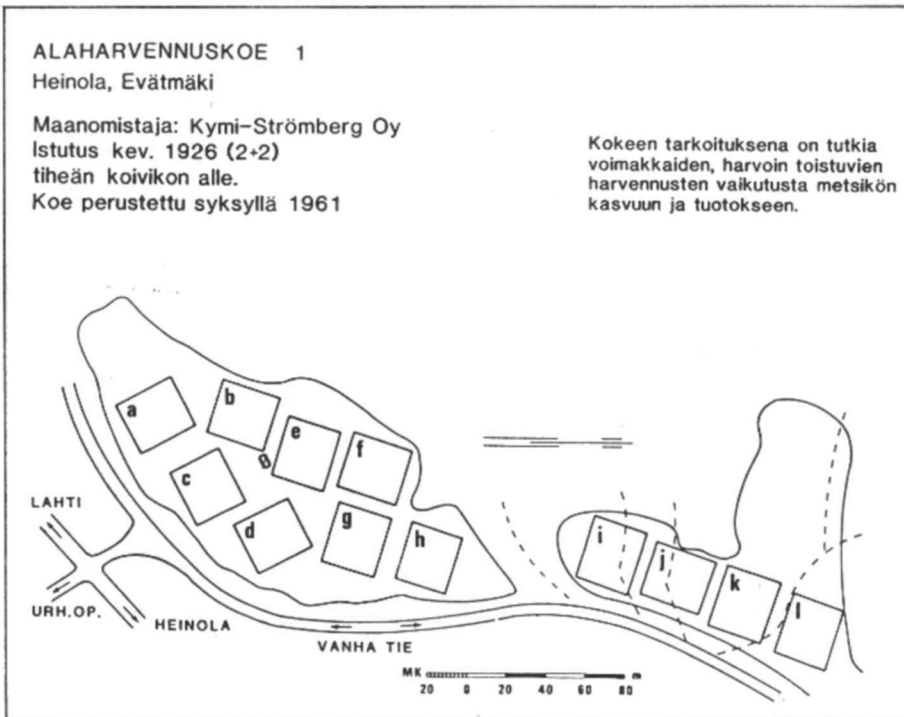 ALAHARVENNUSKOE 1
Heinola, Evätmäki
Maanomistaja: Kymi-Strömberg Oy
Istutus kev. 1926 (2+2)
tiheän koivikon alle.
Koe perustettu syksyllä 1961
Kokeen tarkoituksena on tutkia
voimakkaiden, harvoin toistuvien
harvennusten vaikutusta metsikön
kasvuun ja tuotokseen.
a
b
e
f
c
d
g
h
i
j
k
l
LAHTI
URH.OP.
HEINOLA
VANHA TIE
MK m
20 0 20 40 60 80